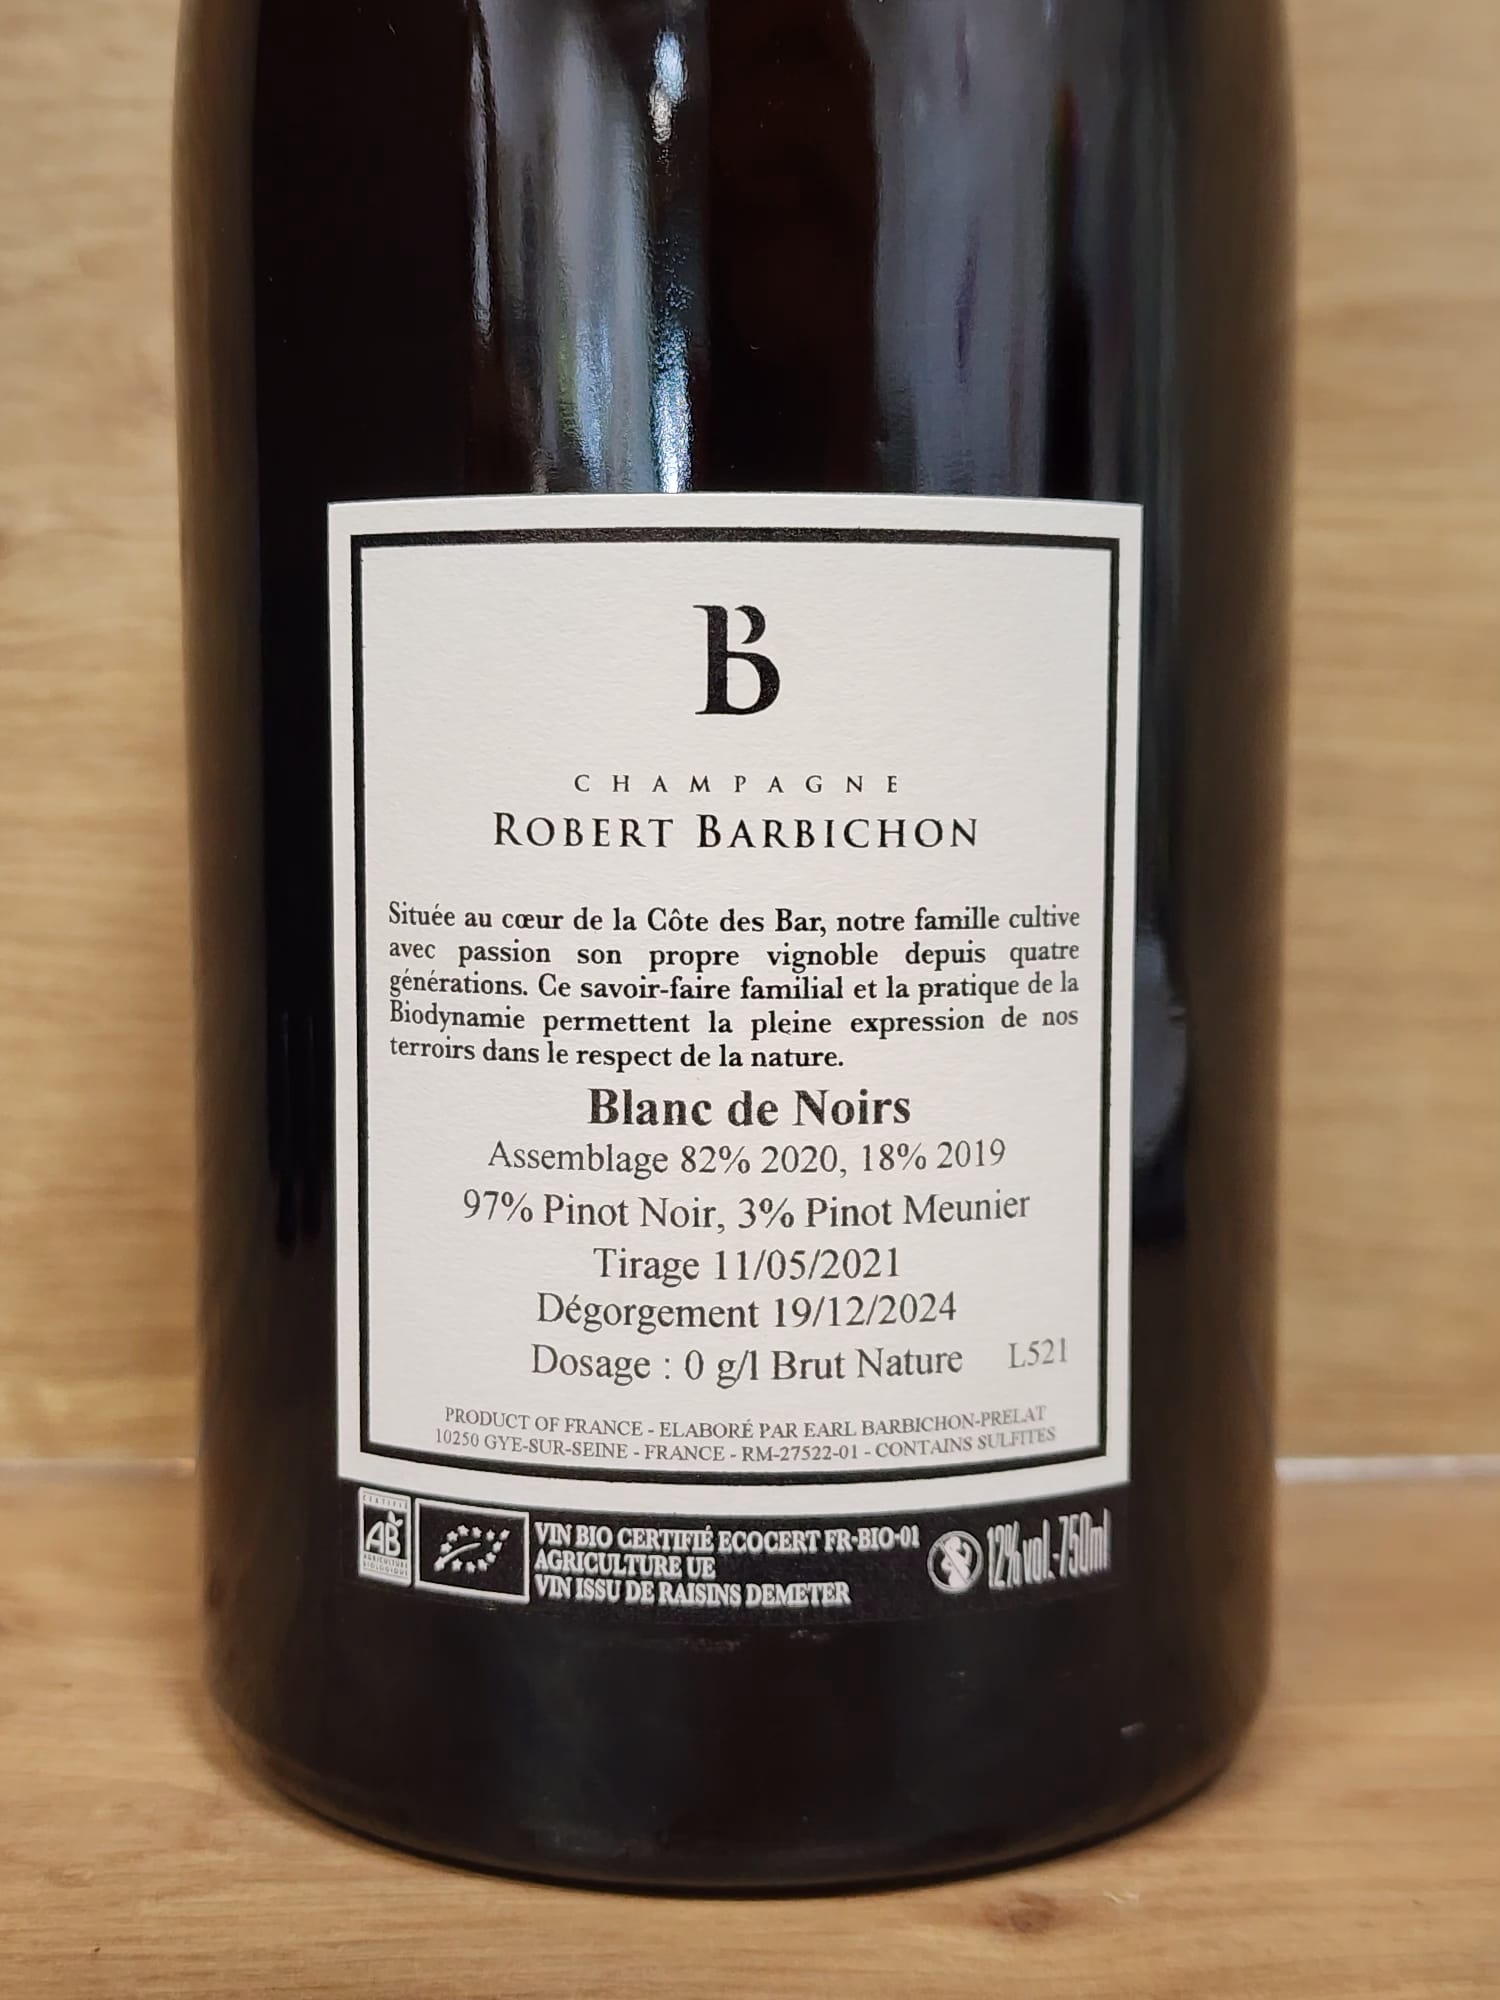 B
CHAMPAGNE
ROBERT BARBICHON
Située au cœur de la Côte des Bar, notre famille cultive
avec passion son propre vignoble depuis quatre
générations. Ce savoir-faire familial et la pratique de la
Biodynamie permettent la pleine expression de nos
terroirs dans le respect de la nature.
Blanc de Noirs
Assemblage 82% 2020, 18% 2019
97% Pinot Noir, 3% Pinot Meunier
Tirage 11/05/2021
Dégorgement 19/12/2024
Dosage : 0 g/l Brut Nature L521
PRODUCT OF FRANCE - ELABORÉ PAR EARL BARBICHON-PRELAT
10250 GYE-SUR-SEINE - FRANCE - RM-27522-01 - CONTAINS SULFITES
CERTIFIÉ
AB
AGRICULTURE
BIOLOGIQUE
VIN BIO CERTIFIÉ ECOCERT FR-BIO-01
AGRICULTURE UE
VIN ISSU DE RAISINS DEMETER
12% vol.-750ml